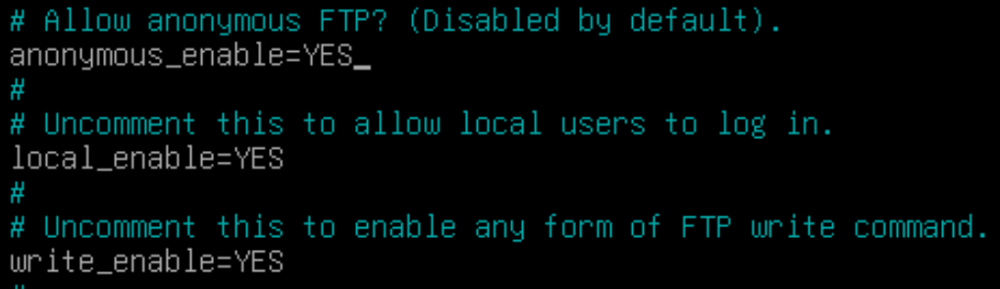 # Allow anonymous FTP? (Disabled by default).
anonymous_enable=YES_
#
# Uncomment this to allow local users to log in.
local_enable=YES
#
# Uncomment this to enable any form of FTP write command.
write_enable=YES
#